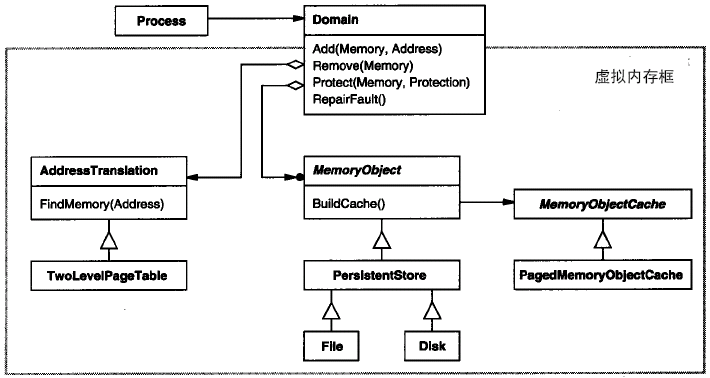 Process
Domain
Add(Memory, Address)
Remove(Memory)
Protect(Memory, Protection)
RepairFault()
虚拟内存框
AddressTranslation
FindMemory(Address)
MemoryObject
BuildCache()
MemoryObjectCache
TwoLevelPageTable
PersistentStore
PagedMemoryObjectCache
File
Disk